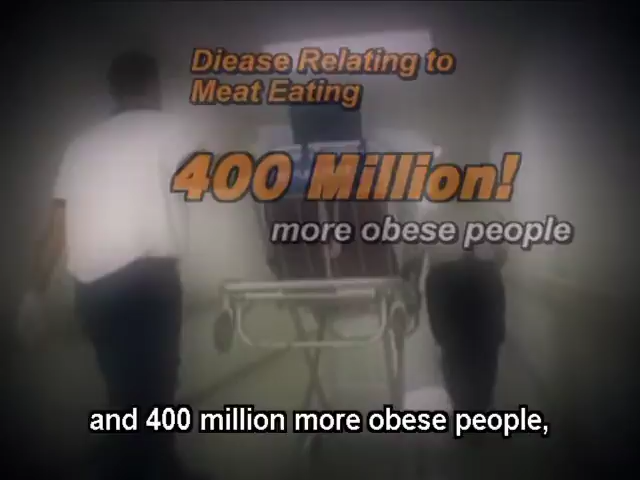 Diease Relating to
Meat Eating
400 Million!
more obese people
and 400 million more obese people,